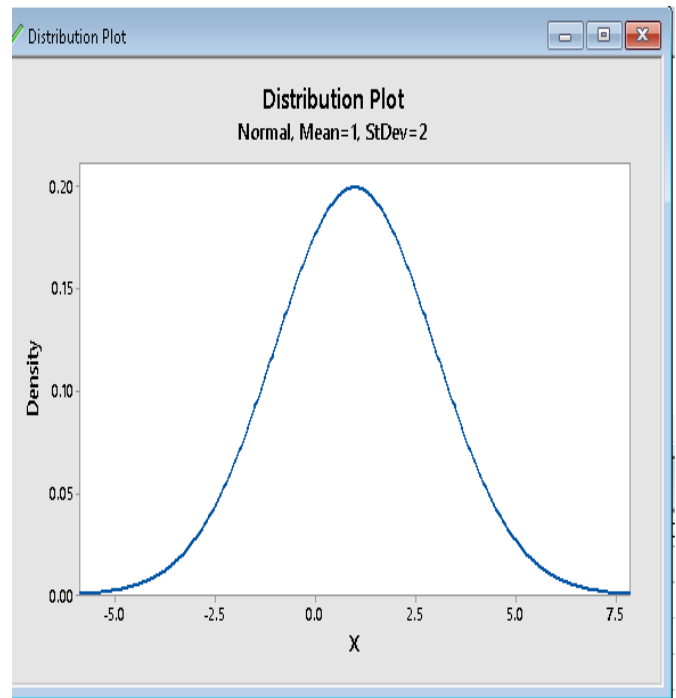 Distribution Plot
Distribution Plot
Normal, Mean=1, StDev=2
0.20
0.15
0.10
0.05
0.00
Density
-5.0 -2.5 0.0 2.5 5.0 7.5
X